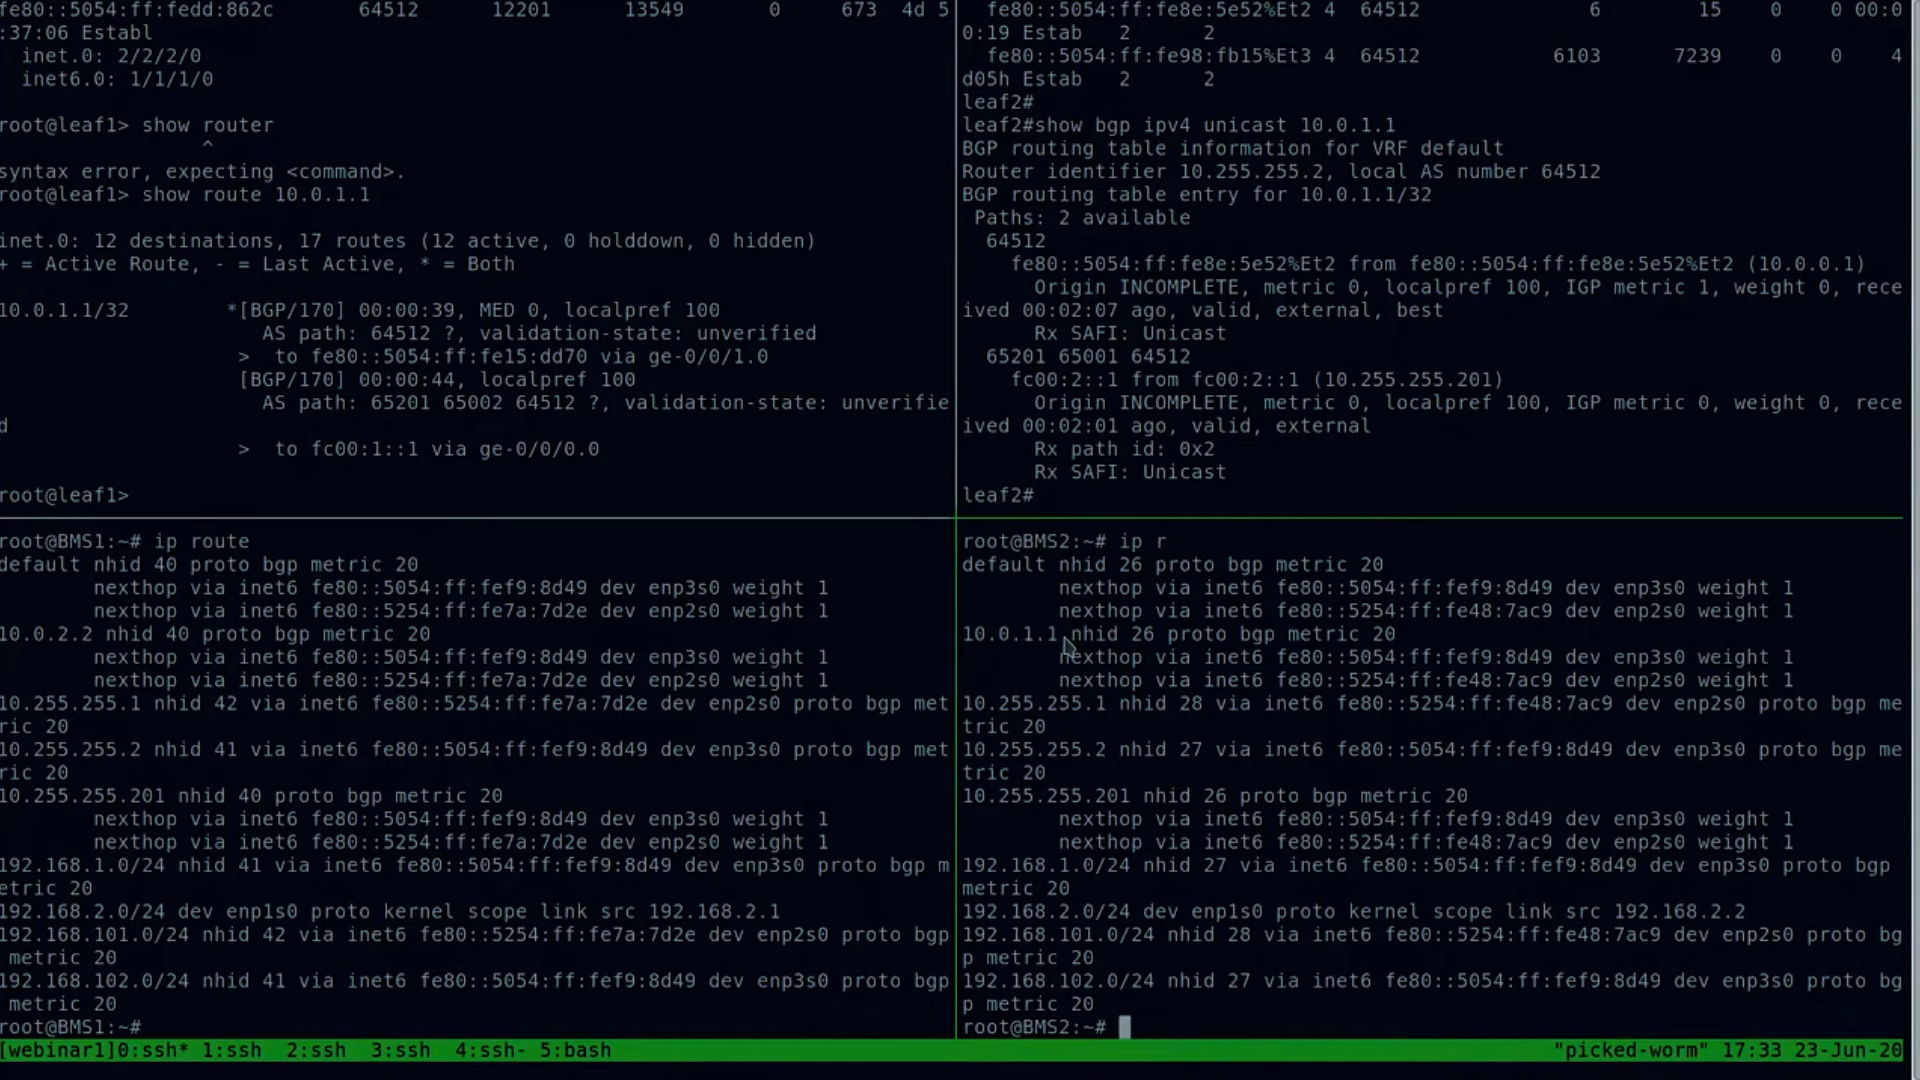 fe80::5054:ff:fedd:862c       64512      12201      13549       0     673  4d 5
:37:06 Establ
  inet.0: 2/2/2/0
  inet6.0: 1/1/1/0
root@leaf1> show router
                 ^
syntax error, expecting <command>.
root@leaf1> show route 10.0.1.1
inet.0: 12 destinations, 17 routes (12 active, 0 holddown, 0 hidden)
+ = Active Route, - = Last Active, * = Both
10.0.1.1/32        *[BGP/170] 00:00:39, MED 0, localpref 100
                      AS path: 64512 ?, validation-state: unverified
                    >  to fe80::5054:ff:fe15:dd70 via ge-0/0/1.0
                    [BGP/170] 00:00:44, localpref 100
                      AS path: 65201 65002 64512 ?, validation-state: unverifie
d
                    >  to fc00:1::1 via ge-0/0/0.0
root@leaf1>
  fe80::5054:ff:fe8e:5e52%Et2 4  64512              6        15    0    0 00:0
0:19 Estab   2      2
  fe80::5054:ff:fe98:fb15%Et3 4  64512           6103      7239    0    0    4
d05h Estab   2      2
leaf2#
leaf2#show bgp ipv4 unicast 10.0.1.1
BGP routing table information for VRF default
Router identifier 10.255.255.2, local AS number 64512
BGP routing table entry for 10.0.1.1/32
 Paths: 2 available
  64512
    fe80::5054:ff:fe8e:5e52%Et2 from fe80::5054:ff:fe8e:5e52%Et2 (10.0.0.1)
      Origin INCOMPLETE, metric 0, localpref 100, IGP metric 1, weight 0, rece
ived 00:02:07 ago, valid, external, best
      Rx SAFI: Unicast
  65201 65001 64512
    fc00:2::1 from fc00:2::1 (10.255.255.201)
      Origin INCOMPLETE, metric 0, localpref 100, IGP metric 0, weight 0, rece
ived 00:02:01 ago, valid, external
      Rx path id: 0x2
      Rx SAFI: Unicast
leaf2#
root@BMS1:~# ip route
default nhid 40 proto bgp metric 20
        nexthop via inet6 fe80::5054:ff:fef9:8d49 dev enp3s0 weight 1
        nexthop via inet6 fe80::5254:ff:fe7a:7d2e dev enp2s0 weight 1
10.0.2.2 nhid 40 proto bgp metric 20
        nexthop via inet6 fe80::5054:ff:fef9:8d49 dev enp3s0 weight 1
        nexthop via inet6 fe80::5254:ff:fe7a:7d2e dev enp2s0 weight 1
10.255.255.1 nhid 42 via inet6 fe80::5254:ff:fe7a:7d2e dev enp2s0 proto bgp met
ric 20
10.255.255.2 nhid 41 via inet6 fe80::5054:ff:fef9:8d49 dev enp3s0 proto bgp met
ric 20
10.255.255.201 nhid 40 proto bgp metric 20
        nexthop via inet6 fe80::5054:ff:fef9:8d49 dev enp3s0 weight 1
        nexthop via inet6 fe80::5254:ff:fe7a:7d2e dev enp2s0 weight 1
192.168.1.0/24 nhid 41 via inet6 fe80::5054:ff:fef9:8d49 dev enp3s0 proto bgp m
etric 20
192.168.2.0/24 dev enp1s0 proto kernel scope link src 192.168.2.1
192.168.101.0/24 nhid 42 via inet6 fe80::5254:ff:fe7a:7d2e dev enp2s0 proto bgp
 metric 20
192.168.102.0/24 nhid 41 via inet6 fe80::5054:ff:fef9:8d49 dev enp3s0 proto bgp
 metric 20
root@BMS1:~#
root@BMS2:~# ip r
default nhid 26 proto bgp metric 20
        nexthop via inet6 fe80::5054:ff:fef9:8d49 dev enp3s0 weight 1
        nexthop via inet6 fe80::5254:ff:fe48:7ac9 dev enp2s0 weight 1
10.0.1.1 nhid 26 proto bgp metric 20
        nexthop via inet6 fe80::5054:ff:fef9:8d49 dev enp3s0 weight 1
        nexthop via inet6 fe80::5254:ff:fe48:7ac9 dev enp2s0 weight 1
10.255.255.1 nhid 28 via inet6 fe80::5254:ff:fe48:7ac9 dev enp2s0 proto bgp me
tric 20
10.255.255.2 nhid 27 via inet6 fe80::5054:ff:fef9:8d49 dev enp3s0 proto bgp me
tric 20
10.255.255.201 nhid 26 proto bgp metric 20
        nexthop via inet6 fe80::5054:ff:fef9:8d49 dev enp3s0 weight 1
        nexthop via inet6 fe80::5254:ff:fe48:7ac9 dev enp2s0 weight 1
192.168.1.0/24 nhid 27 via inet6 fe80::5054:ff:fef9:8d49 dev enp3s0 proto bgp
metric 20
192.168.2.0/24 dev enp1s0 proto kernel scope link src 192.168.2.2
192.168.101.0/24 nhid 28 via inet6 fe80::5254:ff:fe48:7ac9 dev enp2s0 proto bg
p metric 20
192.168.102.0/24 nhid 27 via inet6 fe80::5054:ff:fef9:8d49 dev enp3s0 proto bg
p metric 20
root@BMS2:~#
[webinar1]0:ssh* 1:ssh  2:ssh  3:ssh  4:ssh- 5:bash "picked-worm" 17:33 23-Jun-20